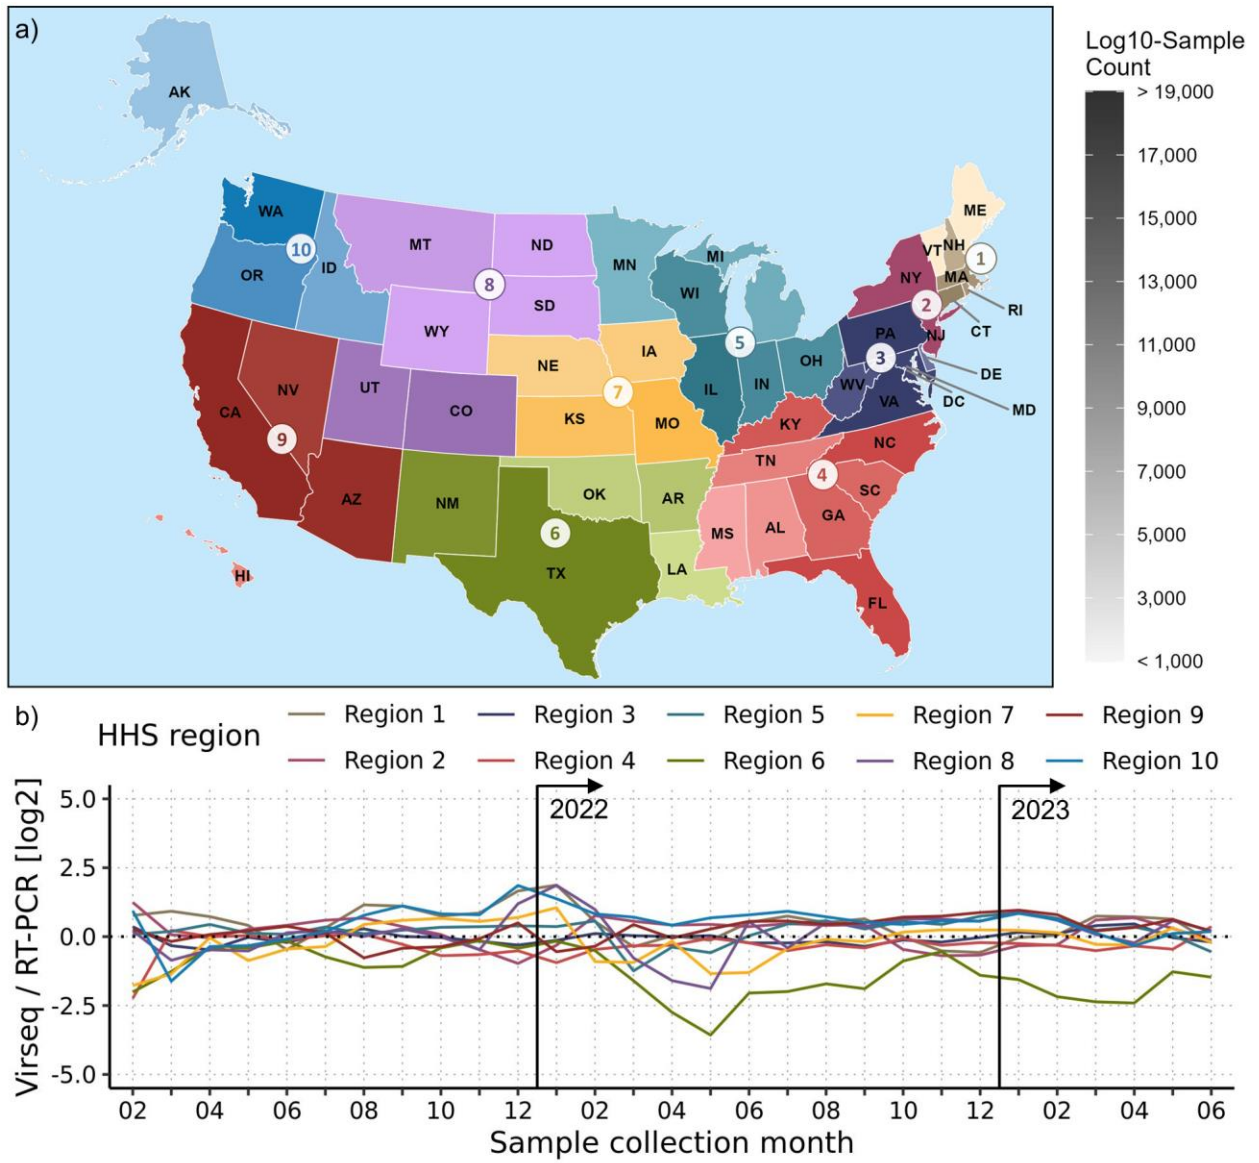 a)
Log10-Sample
Count
> 19,000
17,000
15,000
13,000
11,000
9,000
7,000
5,000
3,000
< 1,000
AK
WA
10
OR
ID
MT
ND
8
SD
WY
MN
MI
WI
5
ME
VT
NH
1
MA
NY
2
RI
CT
NJ
PA
3
DE
DC
MD
WV
VA
OH
IN
IL
IA
NE
7
KS
MO
UT
CO
NV
CA
9
AZ
NM
OK
AR
6
TX
LA
MS
AL
GA
4
SC
NC
TN
KY
FL
HI
b)
HHS region
Region 1 Region 3 Region 5 Region 7 Region 9
Region 2 Region 4 Region 6 Region 8 Region 10
Virseq / RT-PCR [log2]
5.0
2.5
0.0
-2.5
-5.0
2022
2023
02 04 06 08 10 12 02 04 06 08 10 12 02 04 06
Sample collection month